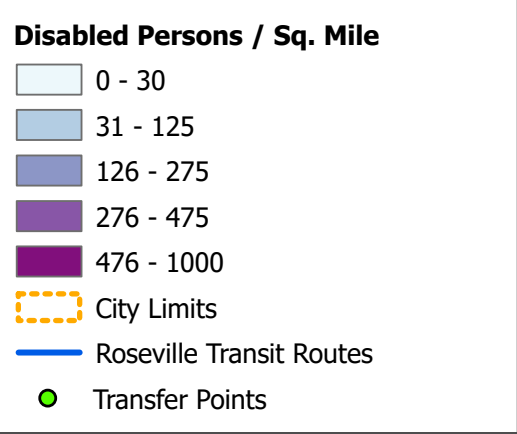 Disabled Persons / Sq. Mile
0 - 30
31 - 125
126 - 275
276 - 475
476 - 1000
City Limits
Roseville Transit Routes
Transfer Points